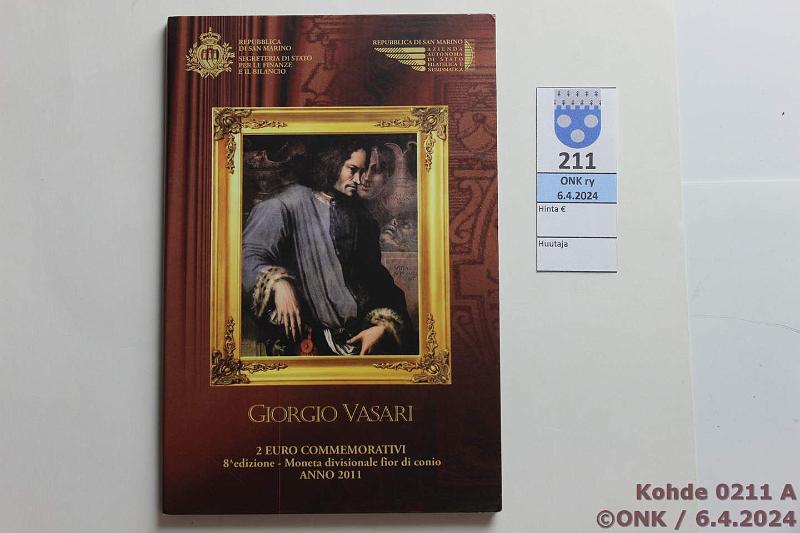 REPUBBLICA
DI SAN MARINO
SEGRETERIA DI STATO
PER LE FINANZE
E IL BILANCIO
REPUBBLICA DI SAN MARINO
AZIENDA
AUTONOMA
DI STATO
FILATELICA E
NUMISMATICA
GIORGIO VASARI
2 EURO COMMEMORATIVI
8^edizione - Moneta divisionale fior di conio
ANNO 2011
211
ONK ry
6.4.2024
Hinta €
Huutaja
Kohde 0211 A
©ONK / 6.4.2024